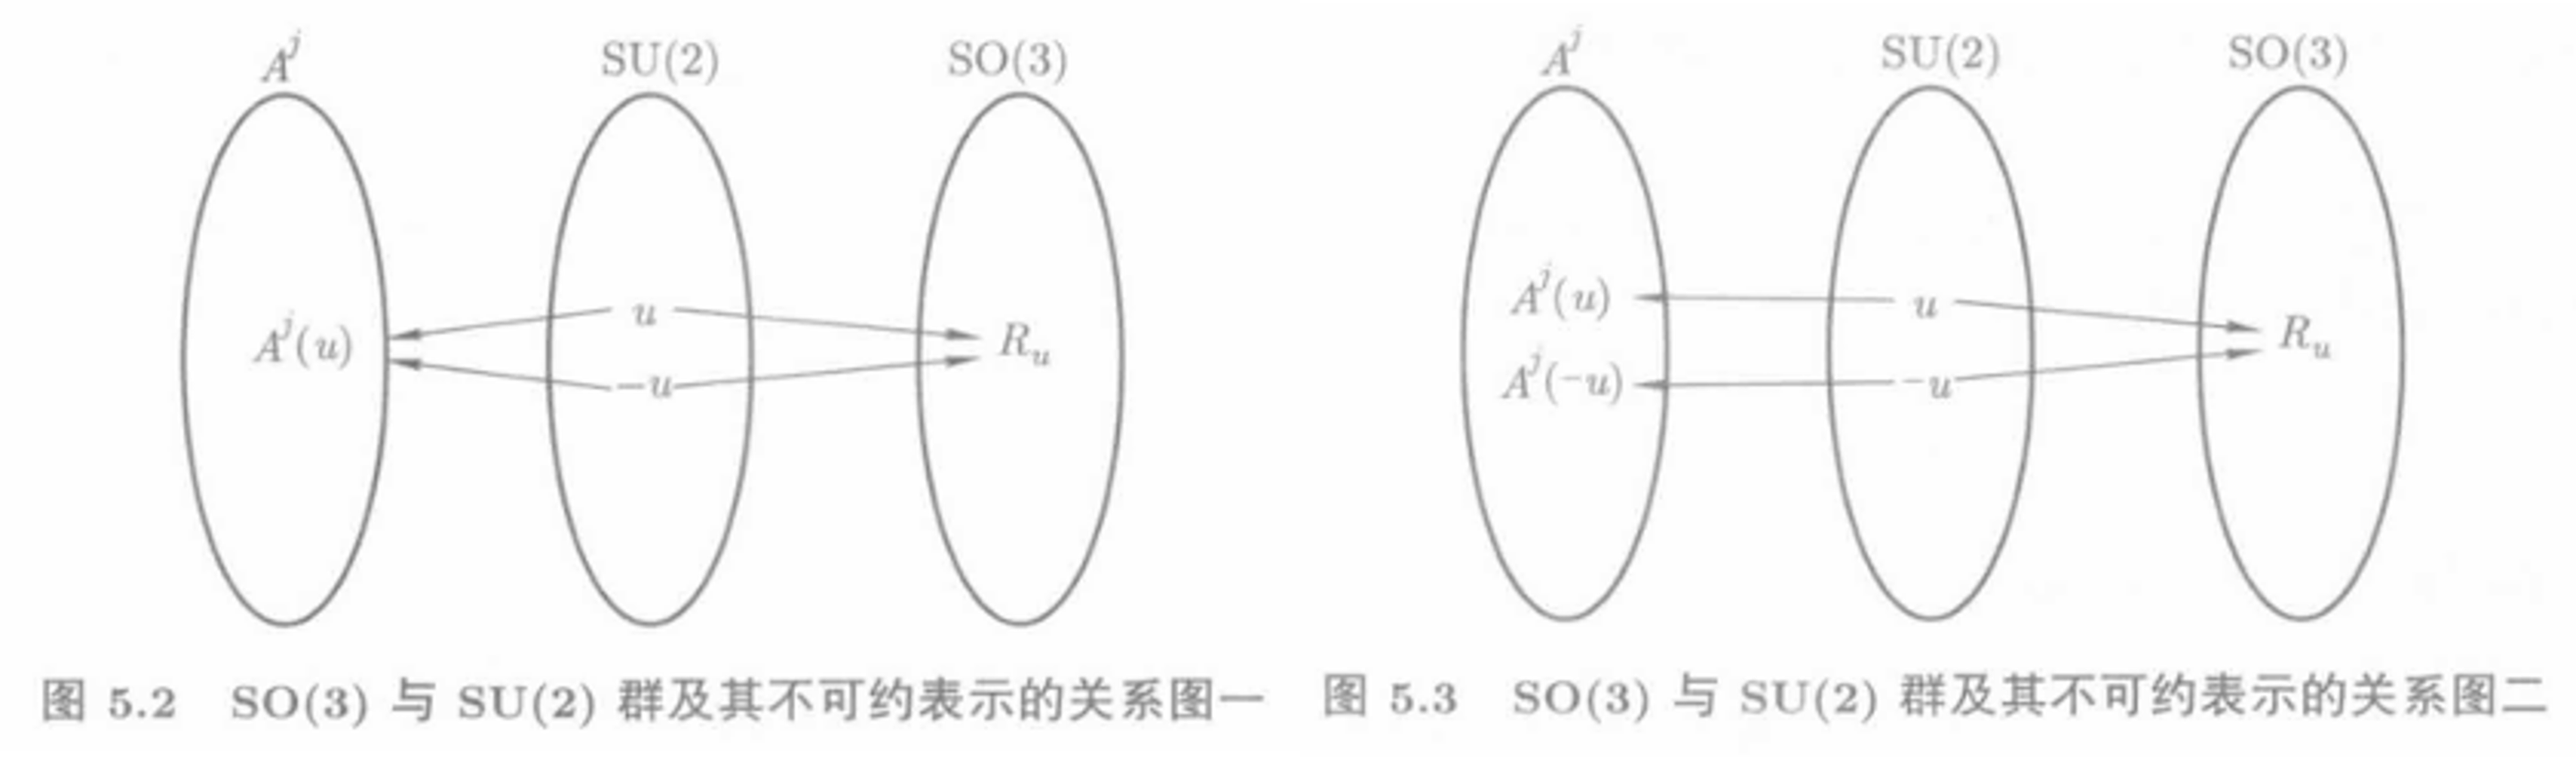 A^j SU(2) SO(3)
u
A^j(u) R_u
-u
图 5.2 SO(3) 与 SU(2) 群及其不可约表示的关系图一
A^j SU(2) SO(3)
A^j(u) u
R_u
A^j(-u) -u
图 5.3 SO(3) 与 SU(2) 群及其不可约表示的关系图二